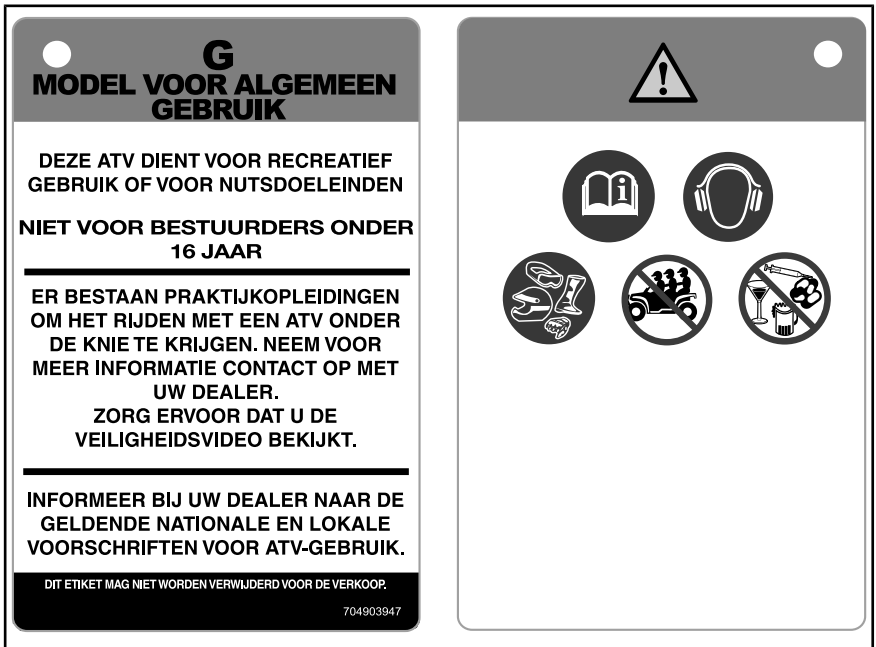 G
MODEL VOOR ALGEMEEN
GEBRUIK
DEZE ATV DIENT VOOR RECREATIEF
GEBRUIK OF VOOR NUTSDOELEINDEN
NIET VOOR BESTUURDERS ONDER
16 JAAR
ER BESTAAN PRAKTIJKOPLEIDINGEN
OM HET RIJDEN MET EEN ATV ONDER
DE KNIE TE KRIJGEN. NEEM VOOR
MEER INFORMATIE CONTACT OP MET
UW DEALER.
ZORG ERVOOR DAT U DE
VEILIGHEIDSVIDEO BEKIJKT.
INFORMEER BIJ UW DEALER NAAR DE
GELDENDE NATIONALE EN LOKALE
VOORSCHRIFTEN VOOR ATV-GEBRUIK.
DIT ETIKET MAG NIET WORDEN VERWIJDERD VOOR DE VERKOOP.
704903947